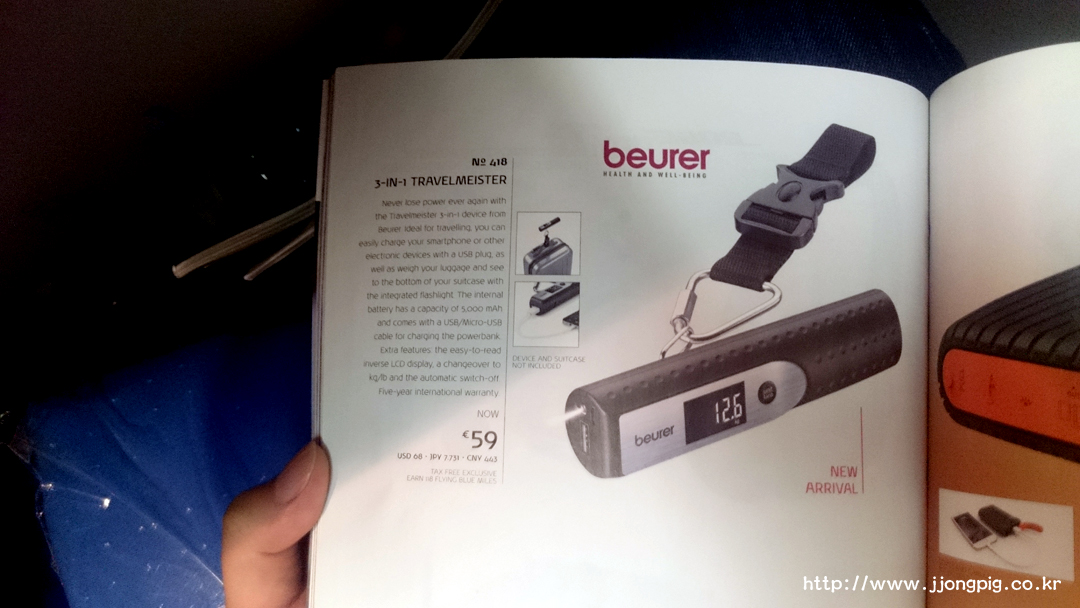 beurer
HEALTH AND WELL-BEING
Nº 418
3-IN-1 TRAVELMEISTER
Never lose power ever again with
the Travelmeister 3-in-1 device from
Beurer. Ideal for travelling, you can
easily charge your smartphone or other
electronic devices with a USB plug, as
well as weigh your luggage and see
to the bottom of your suitcase with
the integrated flashlight. The internal
battery has a capacity of 5,000 mAh
and comes with a USB/Micro-USB
cable for charging the powerbank.
Extra features: the easy-to-read
inverse LCD display, a changeover to
kg/lb and the automatic switch-off.
Five-year international warranty.
DEVICE AND SUITCASE
NOT INCLUDED
NOW
€59
USD 68 · JPY 7.731 · CNY 443
TAX FREE EXCLUSIVE
EARN 118 FLYING BLUE MILES
beurer
12.6
NEW
ARRIVAL
http://www.jjongpig.co.kr